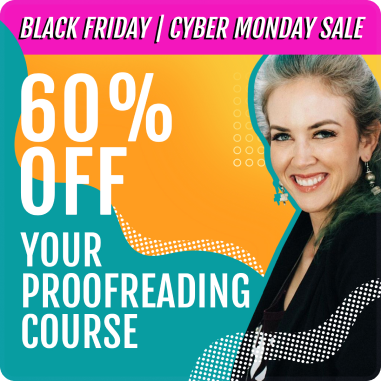 BLACK FRIDAY | CYBER MONDAY SALE
60%
OFF
YOUR
PROOFREADING
COURSE